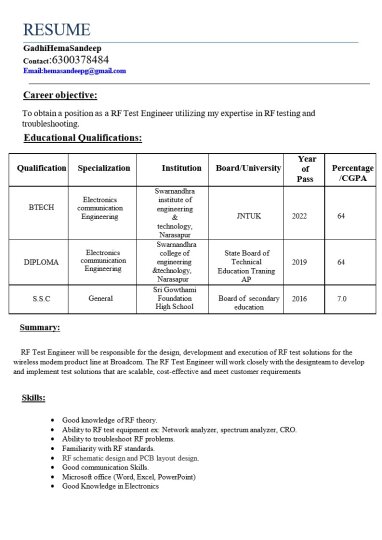 RESUME
GadhiHemaSandeep
Contact:6300378484
Email:hemasandeepg@gmail.com
Career objective:
To obtain a position as a RF Test Engineer utilizing my expertise in RF testing and
troubleshooting.
Educational Qualifications:
Qualification Specialization Institution Board/University Year of Pass Percentage /CGPA
BTECH Electronics communication Engineering Swarnandhra institute of engineering & technology, Narasapur JNTUK 2022 64
DIPLOMA Electronics communication Engineering Swarnandhra college of engineering &technology, Narasapur State Board of Technical Education Traning AP 2019 64
S.S.C General Sri Gowthami Foundation High School Board of secondary education 2016 7.0
Summary:
RF Test Engineer will be responsible for the design, development and execution of RF test solutions for the
wireless modem product line at Broadcom. The RF Test Engineer will work closely with the designteam to develop
and implement test solutions that are scalable, cost-effective and meet customer requirements
Skills:
• Good knowledge of RF theory.
• Ability to RF test equipment ex: Network analyzer, spectrum analyzer, CRO.
• Ability to troubleshoot RF problems.
• Familiarity with RF standards.
• RF schematic design and PCB layout design.
• Good communication Skills.
• Microsoft office (Word, Excel, PowerPoint)
• Good Knowledge in Electronics